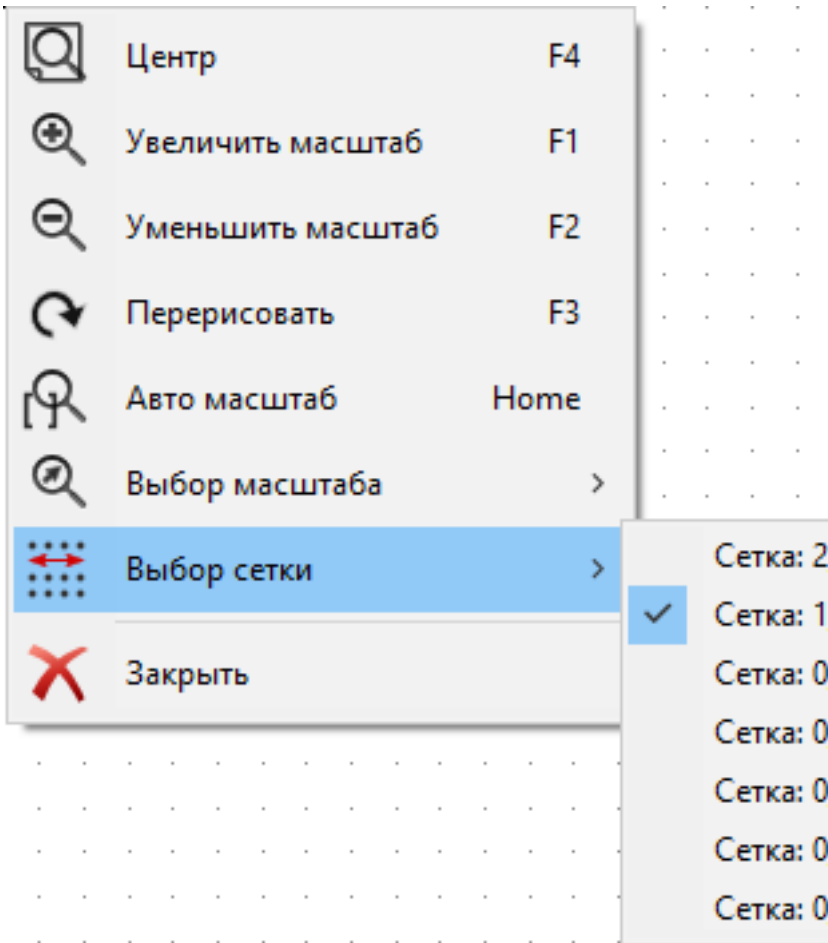 Центр F4
Увеличить масштаб F1
Уменьшить масштаб F2
Перерисовать F3
Авто масштаб Home
Выбор масштаба
Выбор сетки
Закрыть
Сетка: 2
Сетка: 1
Сетка: 0
Сетка: 0
Сетка: 0
Сетка: 0
Сетка: 0